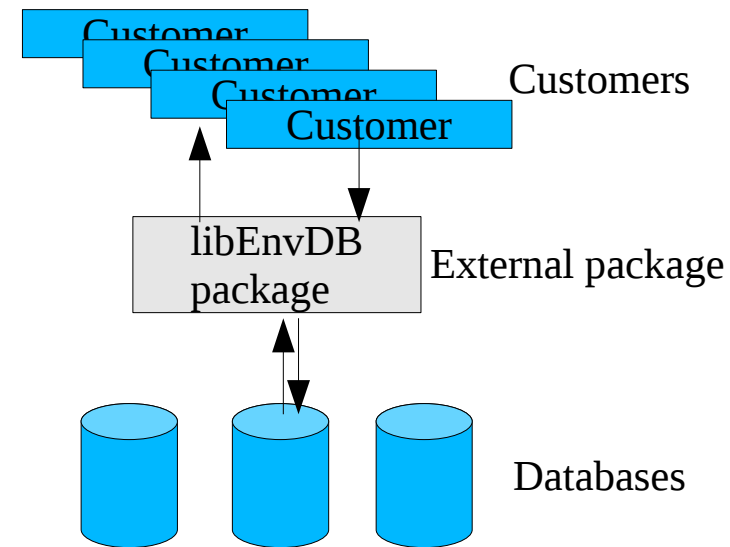 Customer
Customer
Customer
Customer
Customers
libEnvDB
package
External package
Databases